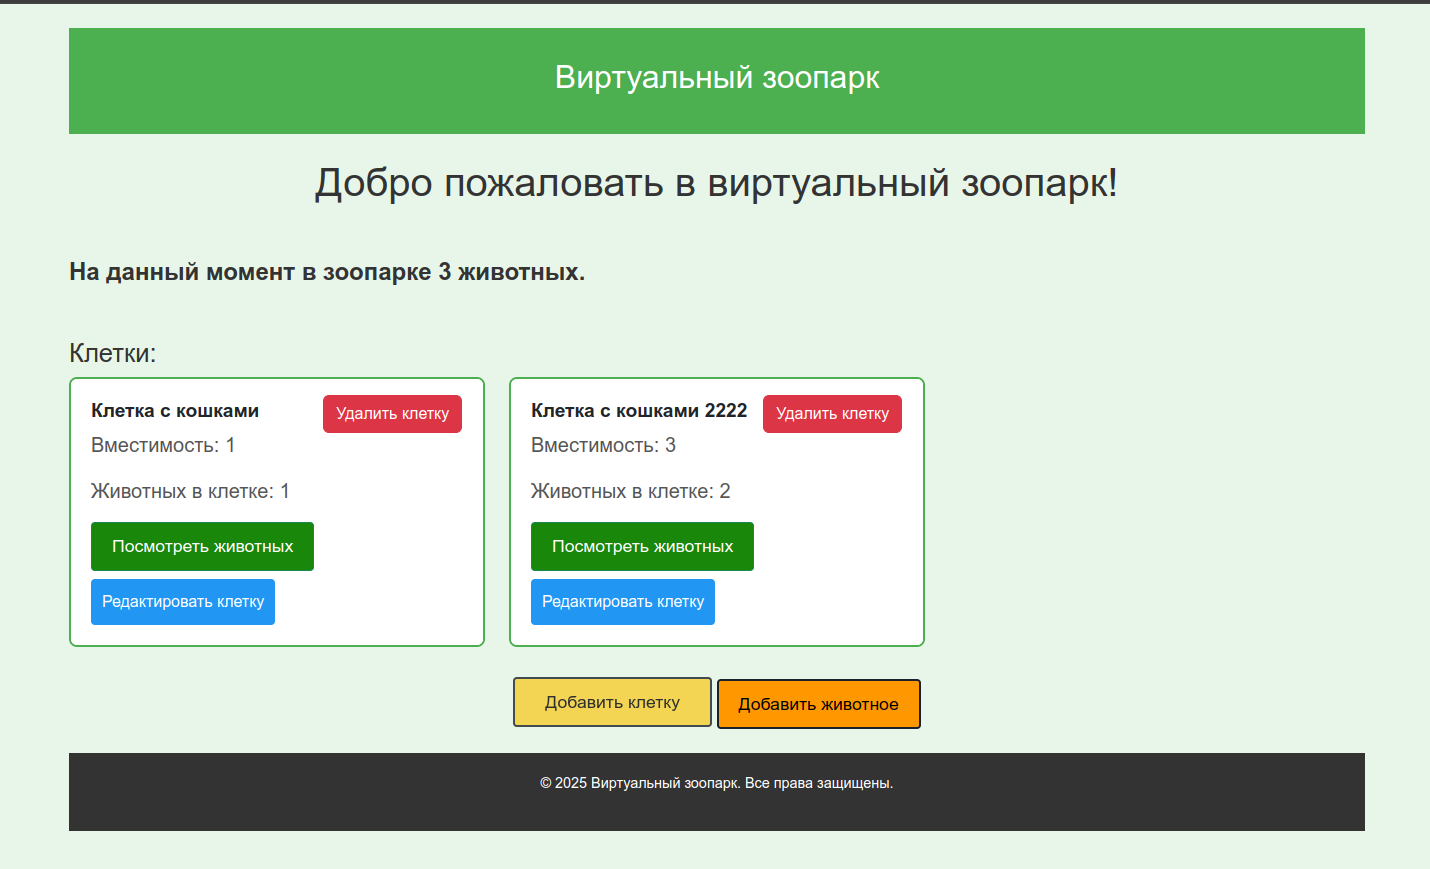 Виртуальный зоопарк
Добро пожаловать в виртуальный зоопарк!
На данный момент в зоопарке 3 животных.
Клетки:
Клетка с кошками
Удалить клетку
Вместимость: 1
Животных в клетке: 1
Посмотреть животных
Редактировать клетку
Клетка с кошками 2222
Удалить клетку
Вместимость: 3
Животных в клетке: 2
Посмотреть животных
Редактировать клетку
Добавить клетку
Добавить животное
© 2025 Виртуальный зоопарк. Все права защищены.